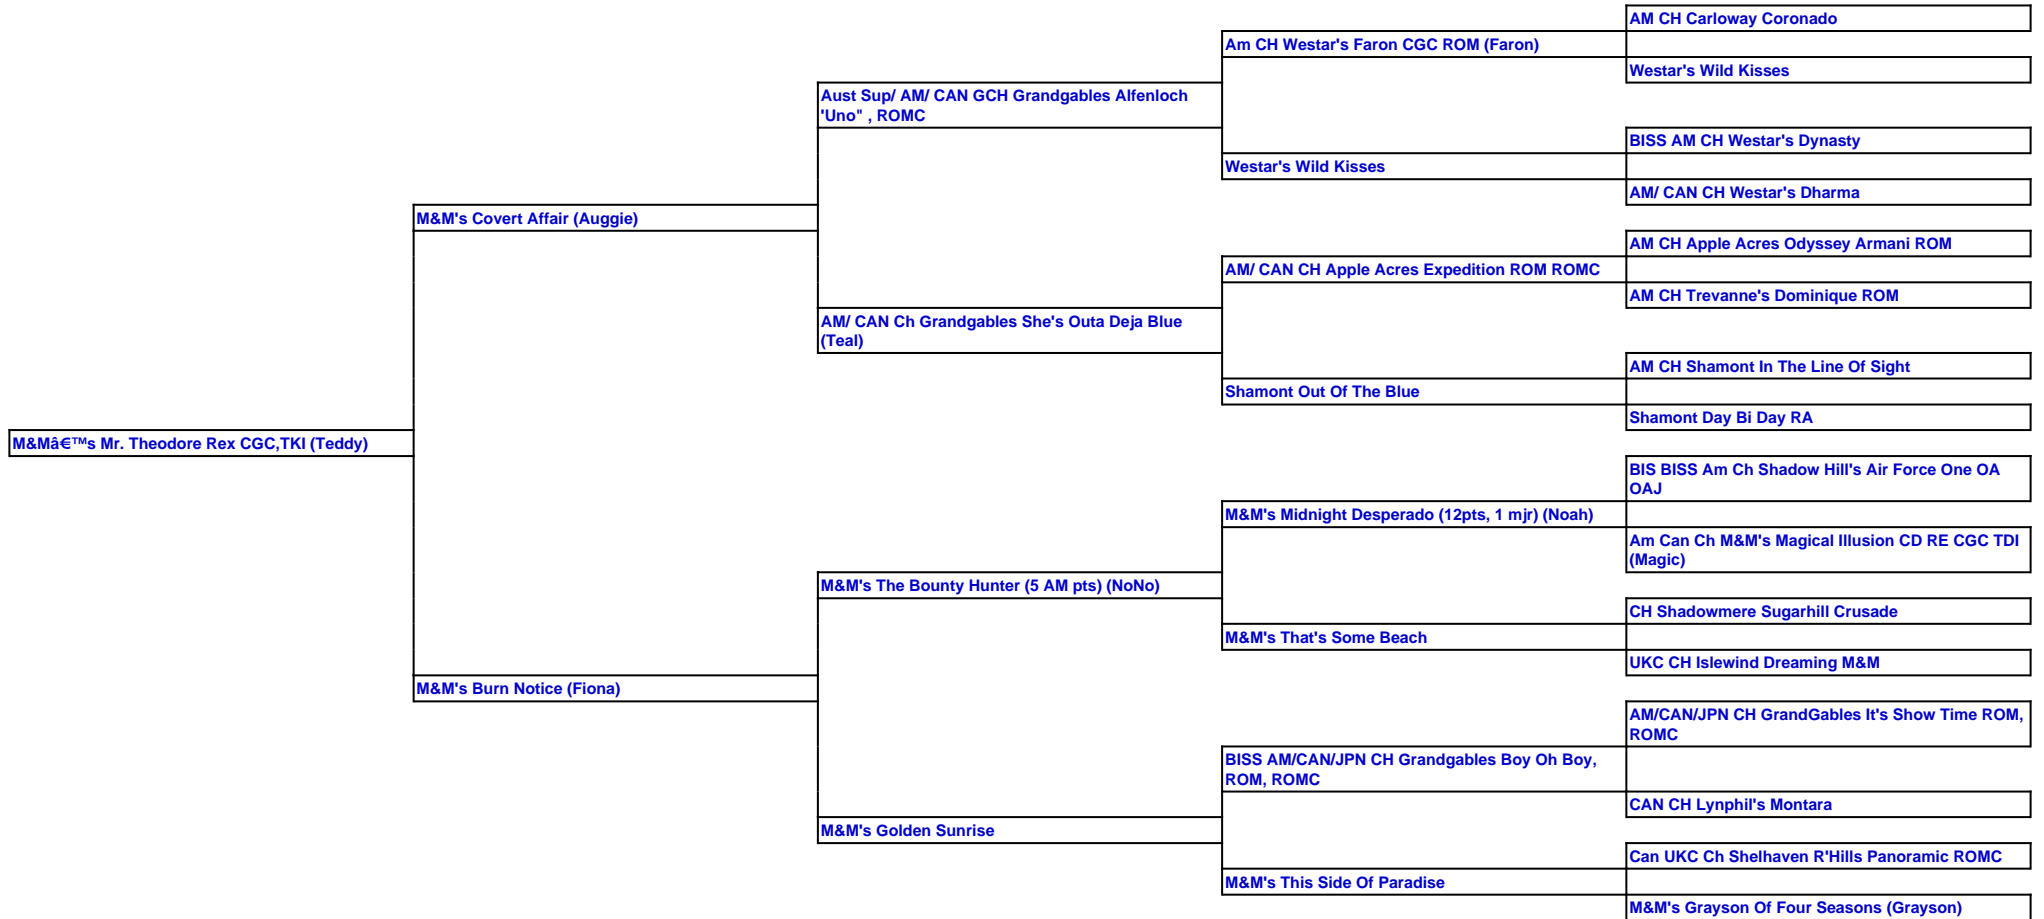 AM CH Carloway Coronado
Am CH Westar's Faron CGC ROM (Faron)
Westar's Wild Kisses
Aust Sup/ AM/ CAN GCH Grandgables Alfenloch
'Uno" , ROMC
BISS AM CH Westar's Dynasty
Westar's Wild Kisses
AM/ CAN CH Westar's Dharma
M&M's Covert Affair (Auggie)
AM CH Apple Acres Odyssey Armani ROM
AM/ CAN CH Apple Acres Expedition ROM ROMC
AM CH Trevanne's Dominique ROM
AM/ CAN Ch Grandgables She's Outa Deja Blue
(Teal)
AM CH Shamont In The Line Of Sight
Shamont Out Of The Blue
Shamont Day Bi Day RA
M&Mâ€™s Mr. Theodore Rex CGC,TKI (Teddy)
BIS BISS Am Ch Shadow Hill's Air Force One OA
OAJ
M&M's Midnight Desperado (12pts, 1 mjr) (Noah)
Am Can Ch M&M's Magical Illusion CD RE CGC TDI
(Magic)
M&M's The Bounty Hunter (5 AM pts) (NoNo)
CH Shadowmere Sugarhill Crusade
M&M's That's Some Beach
UKC CH Islewind Dreaming M&M
M&M's Burn Notice (Fiona)
AM/CAN/JPN CH GrandGables It's Show Time ROM,
ROMC
BISS AM/CAN/JPN CH Grandgables Boy Oh Boy,
ROM, ROMC
CAN CH Lynphil's Montara
M&M's Golden Sunrise
Can UKC Ch Shelhaven R'Hills Panoramic ROMC
M&M's This Side Of Paradise
M&M's Grayson Of Four Seasons (Grayson)